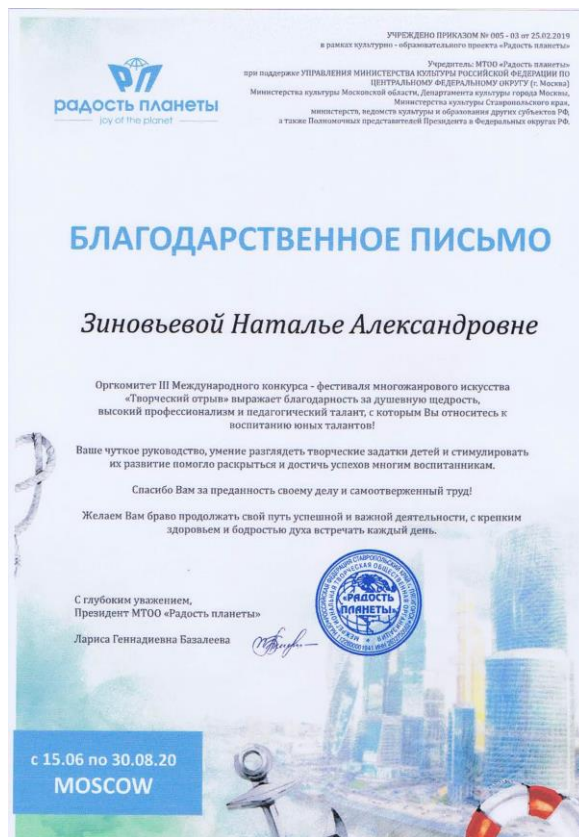 УЧРЕЖДЕНО ПРИКАЗОМ № 005 - 03 от 25.02.2019
в рамках культурно - образовательного проекта «Радость планеты»
Учредитель: МТОО «Радость планеты»
при поддержке УПРАВЛЕНИЯ МИНИСТЕРСТВА КУЛЬТУРЫ РОССИЙСКОЙ ФЕДЕРАЦИИ ПО
ЦЕНТРАЛЬНОМУ ФЕДЕРАЛЬНОМУ ОКРУГУ (г. Москва)
Министерства культуры Московской области, Департамента культуры города Москвы,
Министерства культуры Ставропольского края,
министерств, ведомств культуры и образования других субъектов РФ,
а также Полномочных представителей Президента в Федеральных округах РФ.
РП
радость планеты
joy of the planet
БЛАГОДАРСТВЕННОЕ ПИСЬМО
Зиновьевой Наталье Александровне
Оргкомитет III Международного конкурса - фестиваля многожанрового искусства
«Творческий отрыв» выражает благодарность за душевную щедрость,
высокий профессионализм и педагогический талант, с которым Вы относитесь к
воспитанию юных талантов!
Ваше чуткое руководство, умение разглядеть творческие задатки детей и стимулировать
их развитие помогло раскрыться и достичь успехов многим воспитанникам.
Спасибо Вам за преданность своему делу и самоотверженный труд!
Желаем Вам браво продолжать свой путь успешной и важной деятельности, с крепким
здоровьем и бодростью духа встречать каждый день.
С глубоким уважением,
Президент МТОО «Радость планеты»
Лариса Геннадиевна Базалеева
«РАДОСТЬ
ПЛАНЕТЫ»
с 15.06 по 30.08.20
MOSCOW